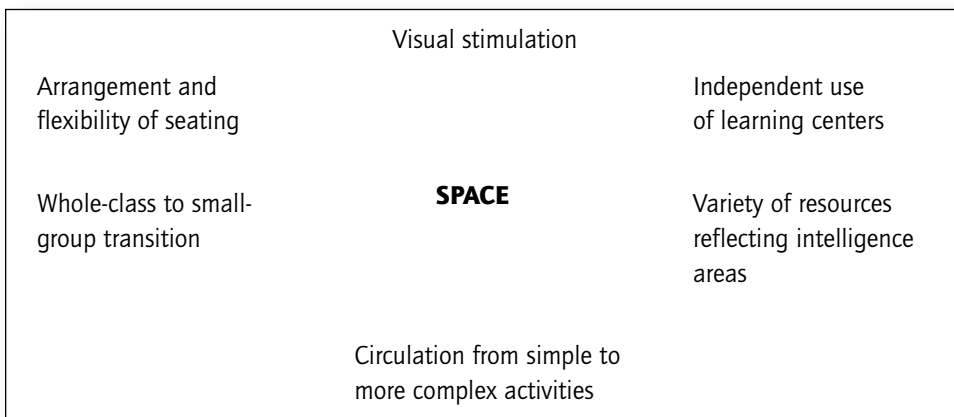 Visual stimulation
Arrangement and
flexibility of seating
Independent use
of learning centers
Whole-class to small-
group transition
SPACE
Variety of resources
reflecting intelligence
areas
Circulation from simple to
more complex activities